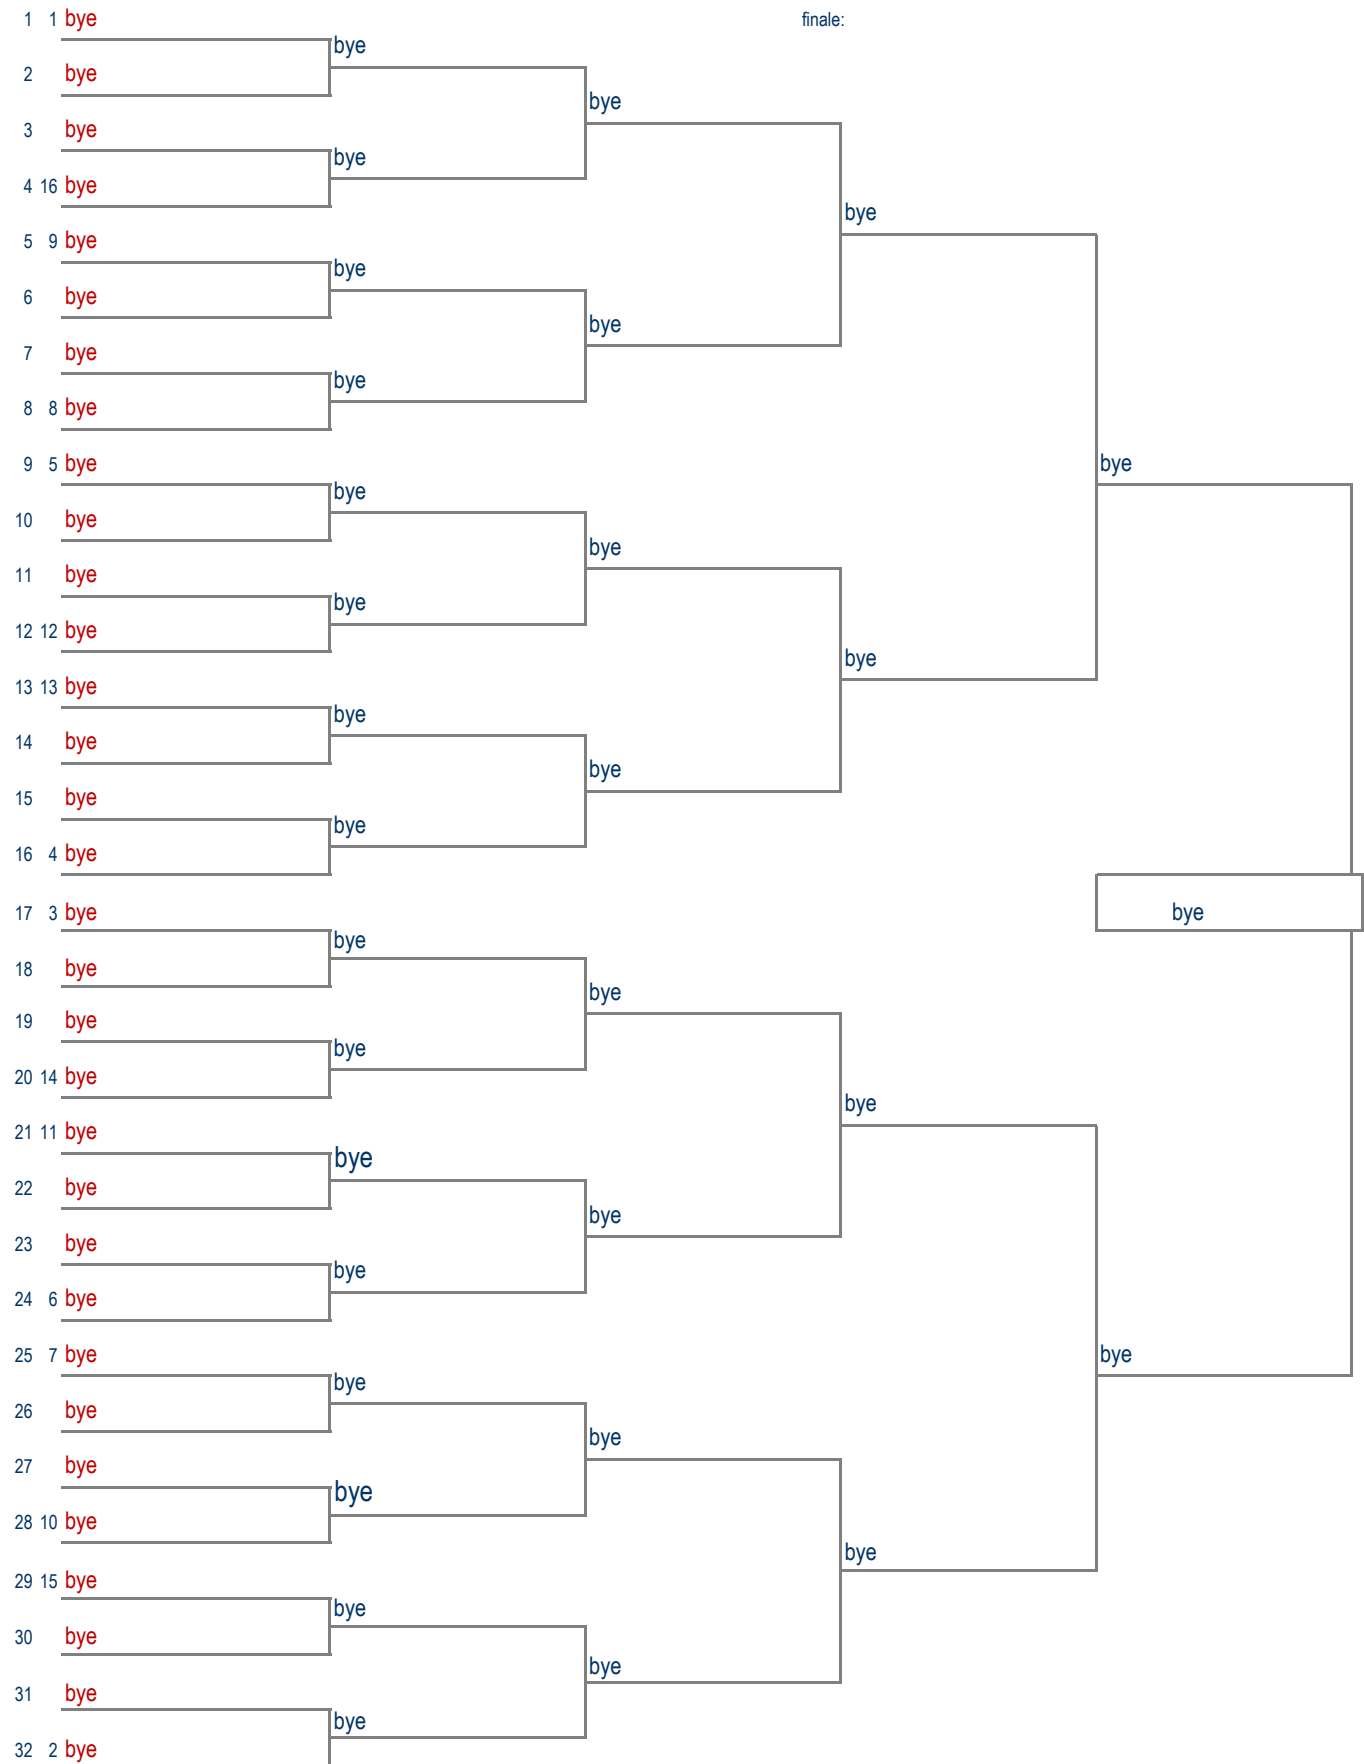 1 1 bye finale:
bye
2 bye
bye
3 bye
bye
4 16 bye
bye
5 9 bye
bye
6 bye
bye
7 bye
bye
8 8 bye
9 5 bye bye
bye
10 bye
bye
11 bye
bye
12 12 bye
bye
13 13 bye
bye
14 bye
bye
15 bye
bye
16 4 bye
17 3 bye bye
bye
18 bye
bye
19 bye
bye
20 14 bye
bye
21 11 bye
bye
22 bye
bye
23 bye
bye
24 6 bye
25 7 bye bye
bye
26 bye
bye
27 bye
bye
28 10 bye
bye
29 15 bye
bye
30 bye
bye
31 bye
bye
32 2 bye